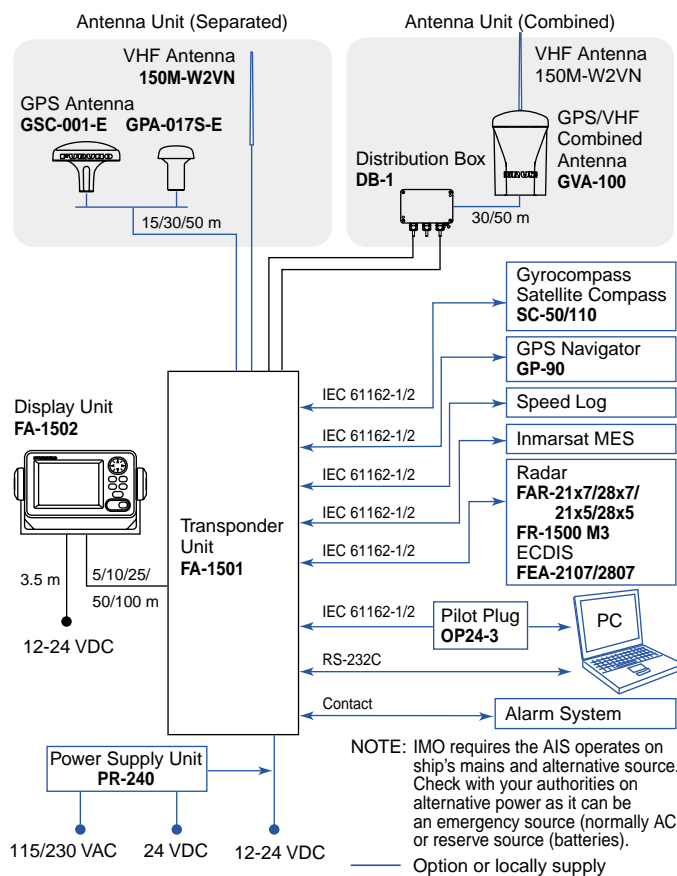 Antenna Unit (Separated)
Antenna Unit (Combined)
VHF Antenna
150M-W2VN
GPS Antenna
GSC-001-E GPA-017S-E
FURUNO
15/30/50 m
VHF Antenna
150M-W2VN
GPS/VHF
Combined
Antenna
GVA-100
Distribution Box
DB-1
30/50 m
Gyrocompass
Satellite Compass
SC-50/110
IEC 61162-1/2
GPS Navigator
GP-90
IEC 61162-1/2
Speed Log
IEC 61162-1/2
Inmarsat MES
IEC 61162-1/2
Radar
FAR-21x7/28x7/
21x5/28x5
FR-1500 M3
ECDIS
FEA-2107/2807
IEC 61162-1/2
Display Unit
FA-1502
Transponder
Unit
FA-1501
3.5 m
5/10/25/
50/100 m
12-24 VDC
IEC 61162-1/2
Pilot Plug
OP24-3
PC
RS-232C
Contact
Alarm System
Power Supply Unit
PR-240
115/230 VAC
24 VDC
12-24 VDC
NOTE: IMO requires the AIS operates on
ship's mains and alternative source.
Check with your authorities on
alternative power as it can be
an emergency source (normally AC
or reserve source (batteries).
Option or locally supply